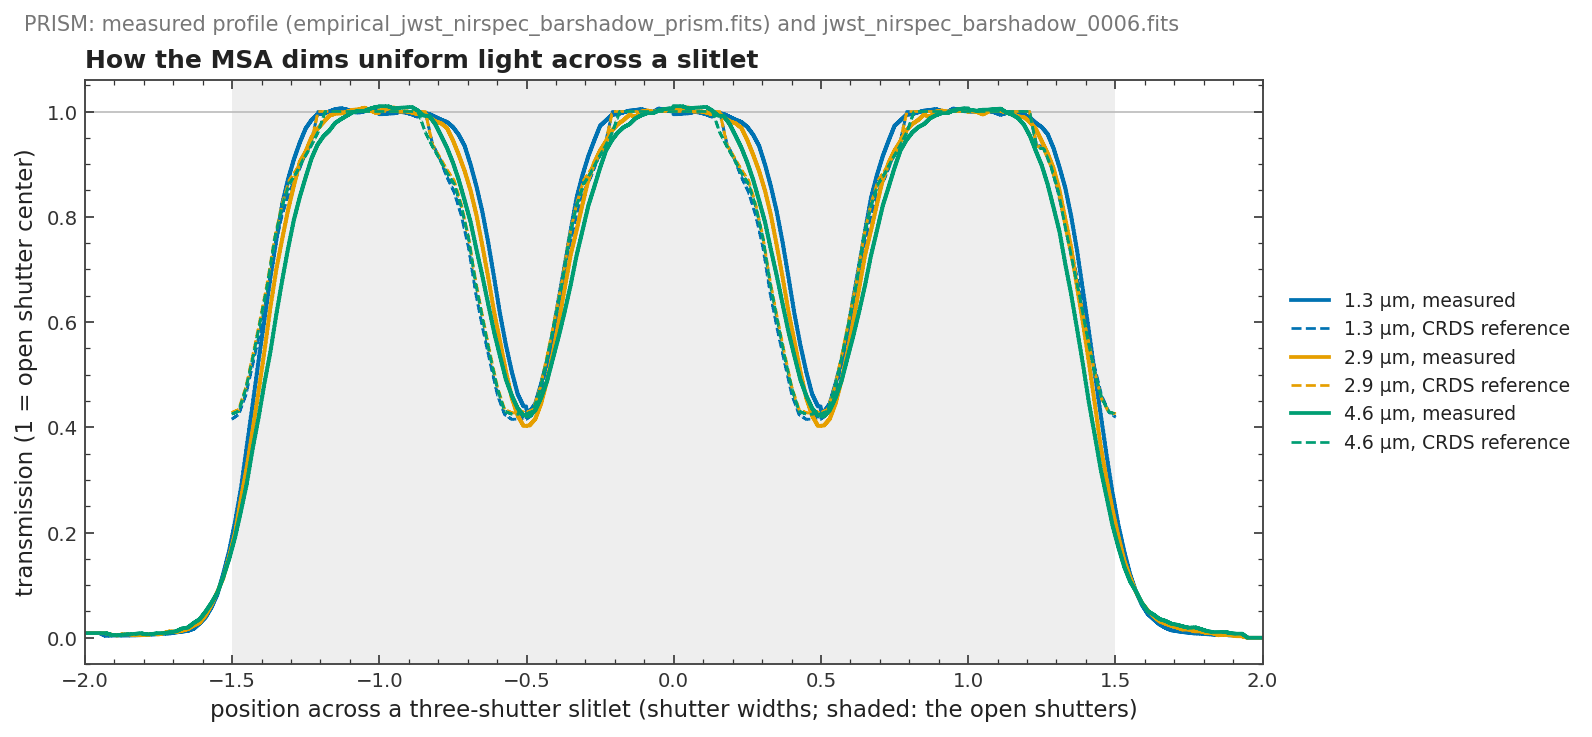 PRISM: measured profile (empirical_jwst_nirspec_barshadow_prism.fits) and jwst_nirspec_barshadow_0006.fits
How the MSA dims uniform light across a slitlet
transmission (1 = open shutter center)
1.0
0.8
0.6
0.4
0.2
0.0
−2.0 −1.5 −1.0 −0.5 0.0 0.5 1.0 1.5 2.0
position across a three-shutter slitlet (shutter widths; shaded: the open shutters)
1.3 μm, measured
1.3 μm, CRDS reference
2.9 μm, measured
2.9 μm, CRDS reference
4.6 μm, measured
4.6 μm, CRDS reference